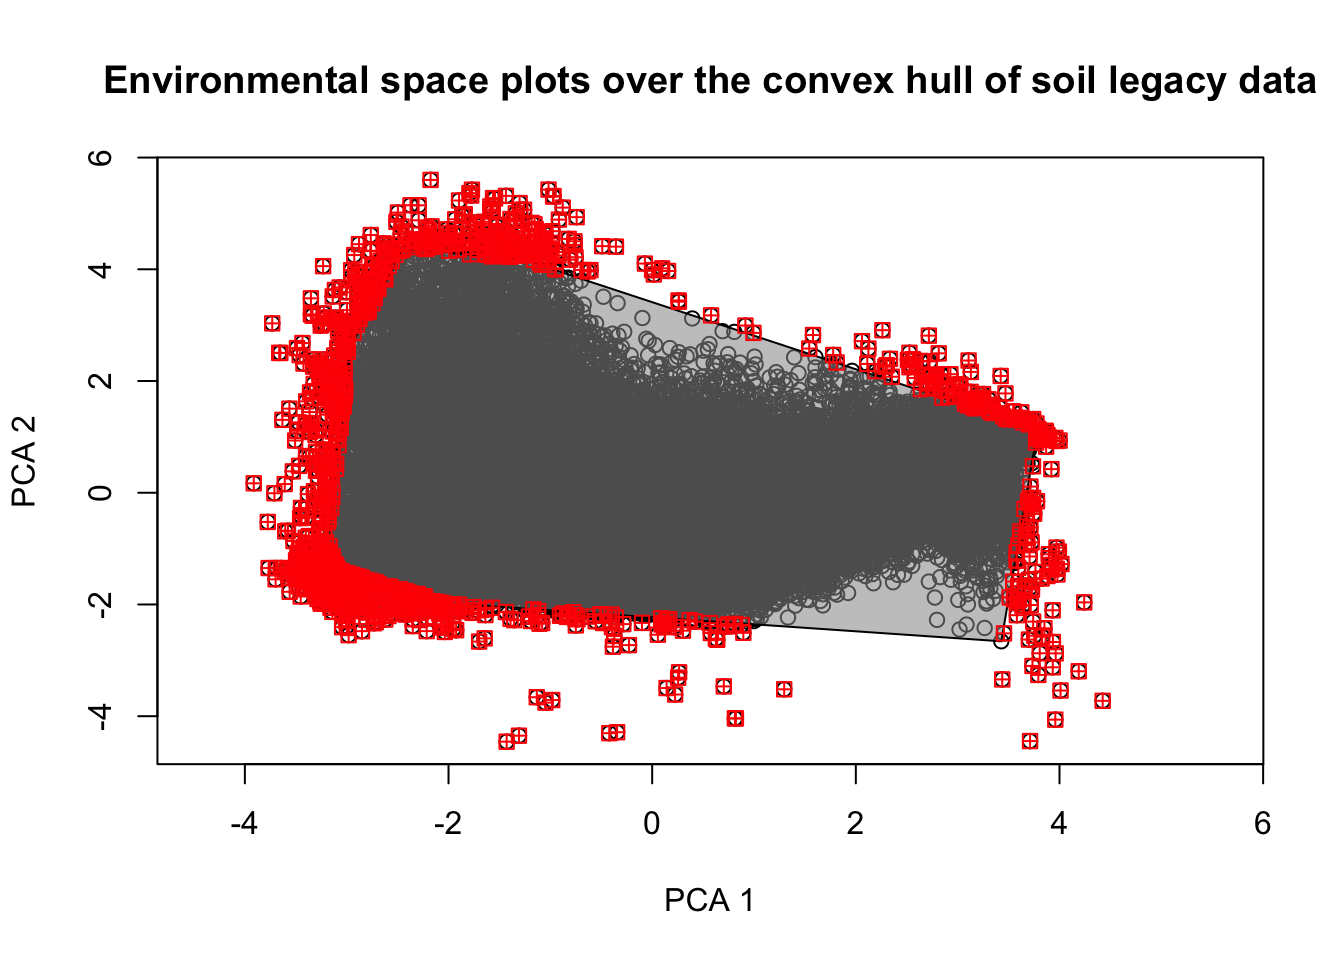 Environmental space plots over the convex hull of soil legacy data
6
4
2
0
-2
-4
PCA 2
-4 -2 0 2 4 6
PCA 1